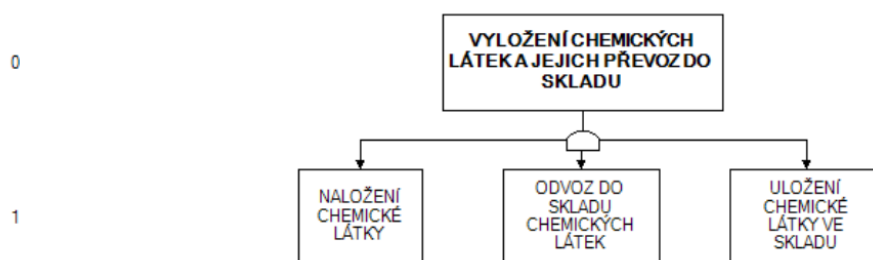 VYLOŽENÍ CHEMICKÝCH
LÁTEK A JEJICH PŘEVOZ DO
SKLADU
0
NALOŽENÍ
CHEMICKÉ
LÁTKY
ODVOZ DO
SKLADU
CHEMICKÝCH
LÁTEK
ULOŽENÍ
CHEMICKÉ
LÁTKY VE
SKLADU
1